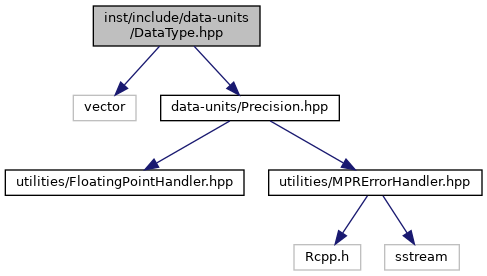 inst/include/data-units
/DataType.hpp
vector
data-units/Precision.hpp
utilities/FloatingPointHandler.hpp
utilities/MPRErrorHandler.hpp
Rcpp.h
sstream